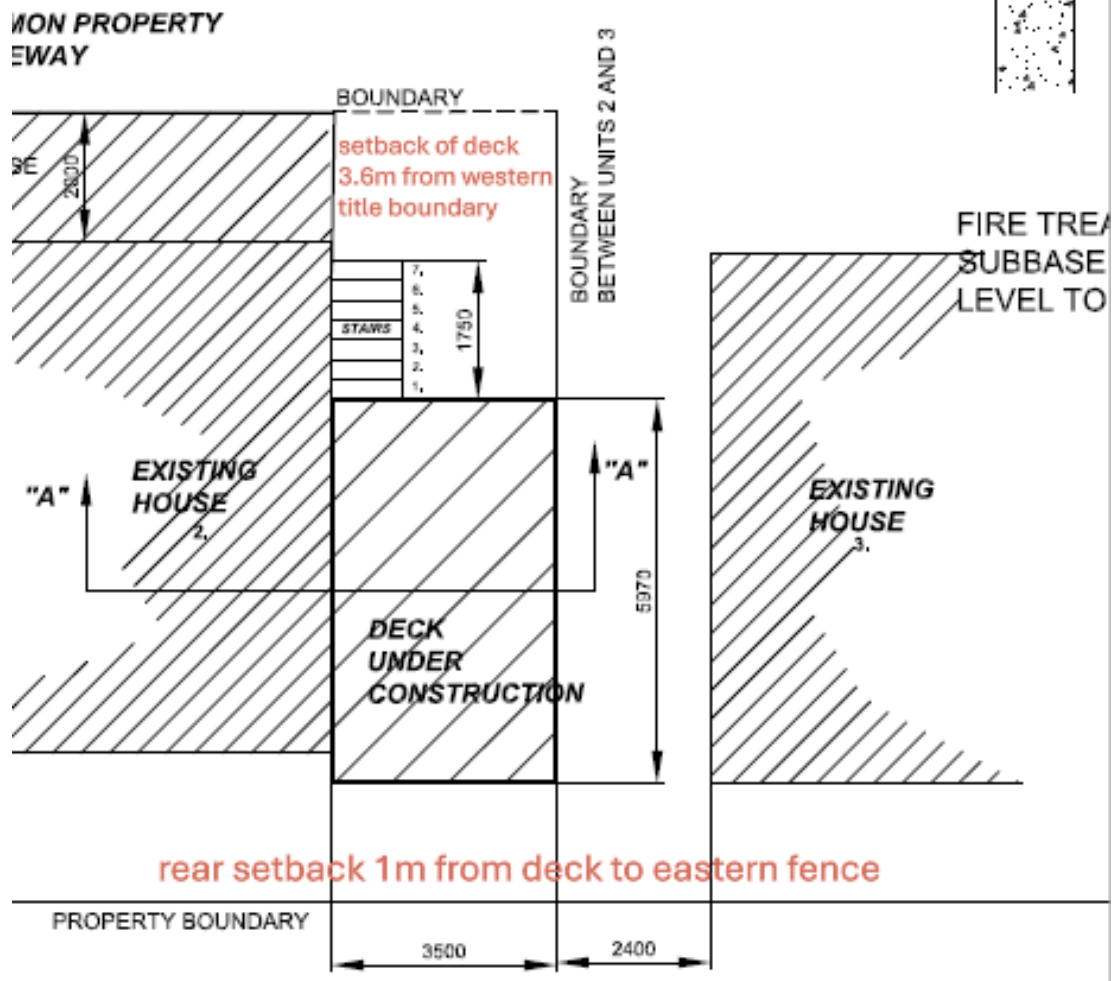 MON PROPERTY
EWAY
BOUNDARY
setback of deck
3.6m from western
title boundary
BOUNDARY
BETWEEN UNITS 2 AND 3
GE
2800
FIRE TREA
SUBBASE
LEVEL TO
7.
6.
5.
STAIRS 4.
3.
2.
1.
1750
"A"
EXISTING
HOUSE
2.
"A"
EXISTING
HOUSE
3.
5970
DECK
UNDER
CONSTRUCTION
rear setback 1m from deck to eastern fence
PROPERTY BOUNDARY
3500
2400